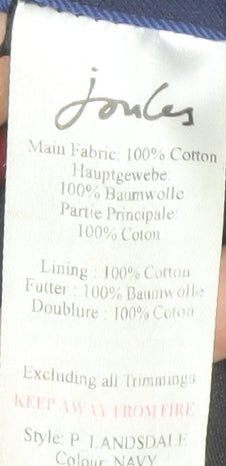 Joules
Main Fabric: 100% Cotton
Hauptgewebe:
100% Baumwolle
Partie Principale:
100% Coton
Lining : 100% Cotton
Futter : 100% Baumwolle
Doublure : 100% Coton
Excluding all Trimmings
KEEP AWAY FROM FIRE
Style: P_LANDSDALE
Colour: NAVY